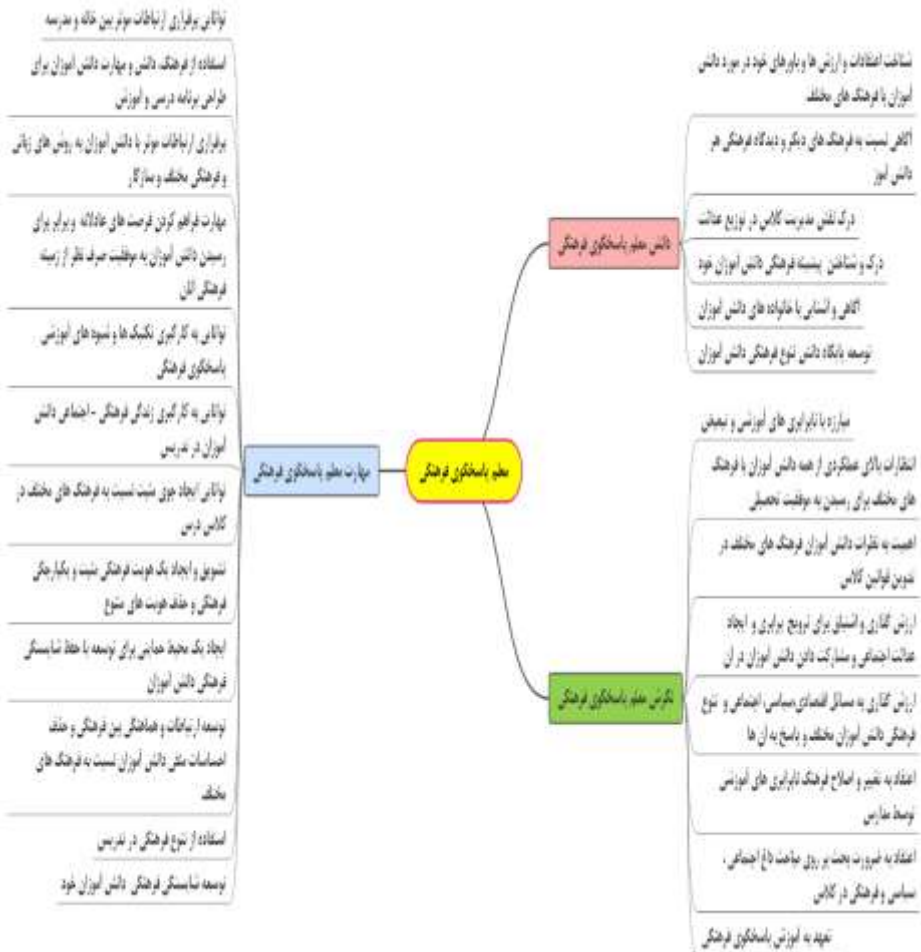 معلم پاسخگوی فرهنگی
دانش معلم پاسخگوی فرهنگی
شناخت اعتقادات و ارزش ها و باورهای خود در مورد دانش
آموزان با فرهنگ های مختلف
آگاهی نسبت به فرهنگ های دیگر و دیدگاه فرهنگی هر
دانش آموز
درک نقش مدیریت کلاس در توزیع عدالت
درک و شناختن پیشینه فرهنگی دانش آموزان خود
آگاهی و آشنایی با خانواده های دانش آموزان
توسعه پایگاه دانش تنوع فرهنگی دانش آموزان
نگرش معلم پاسخگوی فرهنگی
مبارزه با نابرابری های آموزشی و تبعیض
انتظارات بالای عملکردی از همه دانش آموزان با فرهنگ
های مختلف برای رسیدن به موفقیت تحصیلی
اهمیت به نظرات دانش آموزان فرهنگ های مختلف در
تدوین قوانین کلاس
ارزش گذاری و اشتیاق برای ترویج برابری و ایجاد
عدالت اجتماعی و مشارکت دادن دانش آموزان در آن
ارزش گذاری به مسائل اقتصادی،سیاسی، اجتماعی و تنوع
فرهنگی دانش آموزان مختلف و پاسخ به آن ها
اعتقاد به تغییر و اصلاح فرهنگ نابرابری های آموزشی
توسط مدارس
اعتقاد به ضرورت بحث بر روی مباحث داغ اجتماعی ،
سیاسی و فرهنگی در کلاس
تعهد به آموزش پاسخگوی فرهنگی
مهارت معلم پاسخگوی فرهنگی
توانایی برقراری ارتباطات موثر بین خانه و مدرسه
استفاده از فرهنگ، دانش و مهارت دانش آموزان برای
طراحی برنامه درسی و آموزش
برقراری ارتباطات موثر با دانش آموزان به روش های زبانی
و فرهنگی مختلف و سازگار
مهارت فراهم کردن فرصت های عادلانه و برابر برای
رسیدن دانش آموزان به موفقیت صرف نظر از زمینه
فرهنگی آنان
توانایی به کار گیری تکنیک ها و شیوه های آموزشی
پاسخگوی فرهنگی
توانایی به کار گیری زندگی فرهنگی - اجتماعی دانش
آموزان در تدریس
توانایی ایجاد جوی مثبت نسبت به فرهنگ های مختلف در
کلاس درس
تشویق و ایجاد یک هویت فرهنگی مثبت و یکپارچگی
فرهنگی و حذف هویت های متنوع
ایجاد یک محیط حمایتی برای توسعه با حفظ شایستگی
فرهنگی دانش آموزان
توسعه ارتباطات و هماهنگی بین فرهنگی و حذف
احساسات منفی دانش آموزان نسبت به فرهنگ های
مختلف
استفاده از تنوع فرهنگی در تدریس
توسعه شایستگی فرهنگی دانش آموزان خود